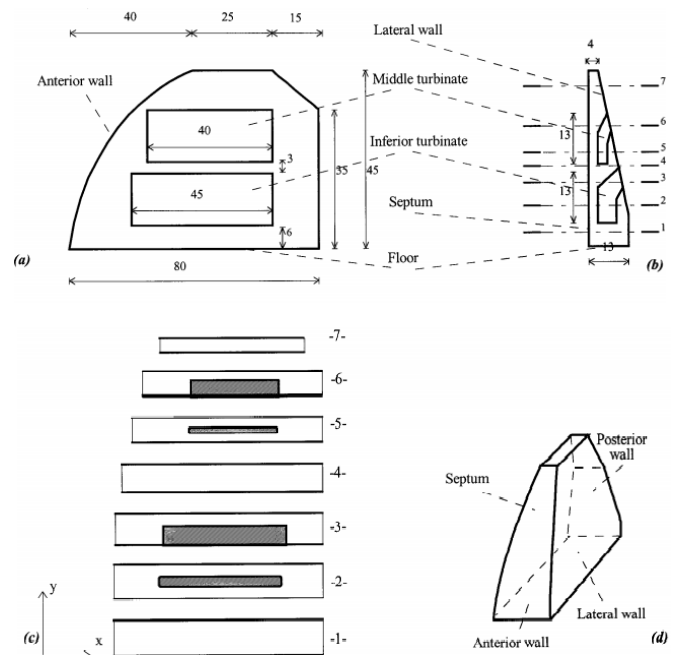 40
25
15
Anterior wall
40
3
45
6
35
45
80
(a)
Lateral wall
Middle turbinate
Inferior turbinate
Septum
Floor
4
13
13
13
7
6
5
4
3
2
1
(b)
-7-
-6-
-5-
-4-
-3-
-2-
-1-
y
x
(c)
Septum
Posterior
wall
Lateral wall
Anterior wall
(d)